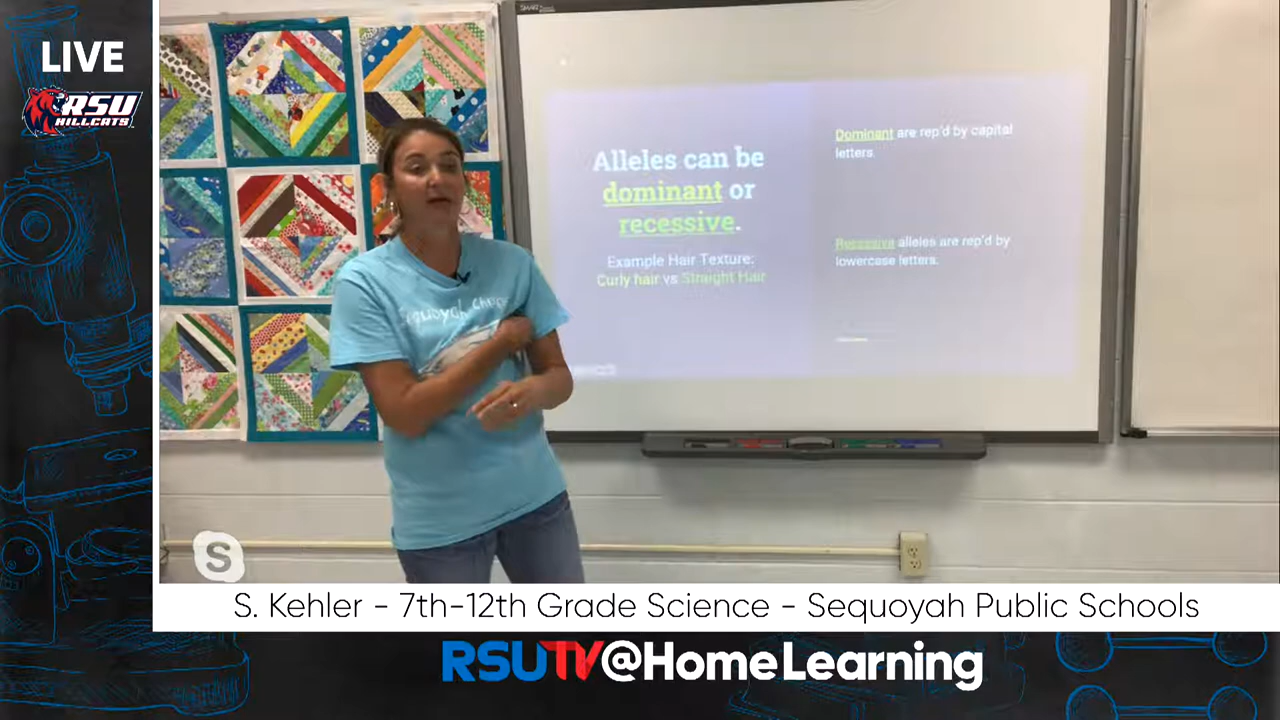 LIVE
RSU
HILLCATS
SMART
Alleles can be
dominant or
recessive.
Example Hair Texture:
Curly hair vs Straight Hair
Dominant are rep'd by capital
letters.
Recessive alleles are rep'd by
lowercase letters.
Sequoyah
S
S. Kehler - 7th-12th Grade Science - Sequoyah Public Schools
RSUTV@HomeLearning